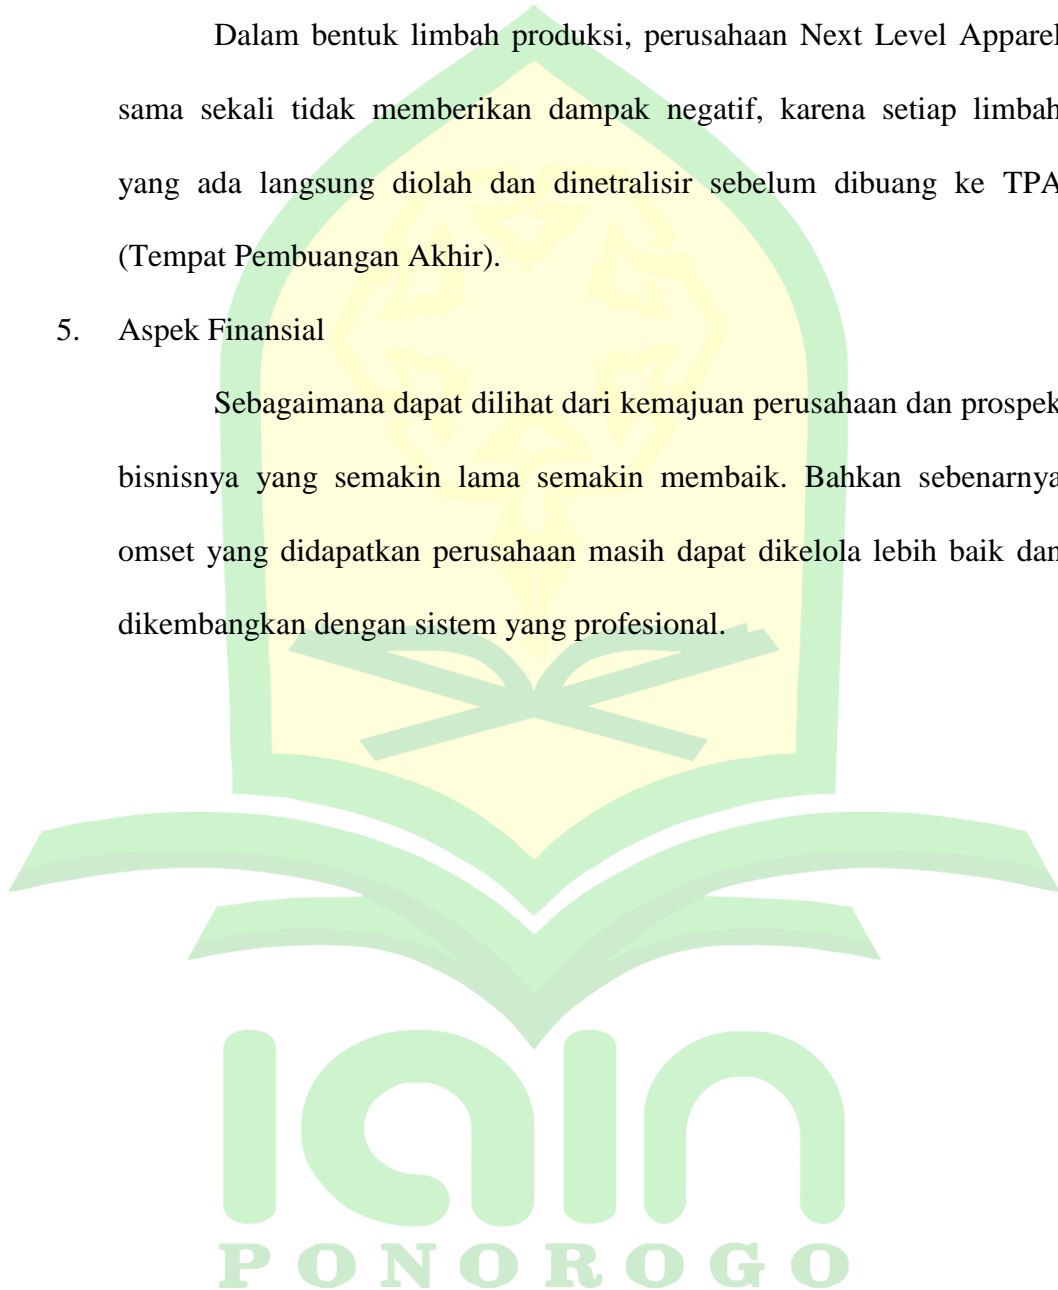 Dalam bentuk limbah produksi, perusahaan Next Level Apparel
sama sekali tidak memberikan dampak negatif, karena setiap limbah
yang ada langsung diolah dan dinetralisir sebelum dibuang ke TPA
(Tempat Pembuangan Akhir).
5. Aspek Finansial
Sebagaimana dapat dilihat dari kemajuan perusahaan dan prospek
bisnisnya yang semakin lama semakin membaik. Bahkan sebenarnya
omset yang didapatkan perusahaan masih dapat dikelola lebih baik dan
dikembangkan dengan sistem yang profesional.
iain
PONOROGO